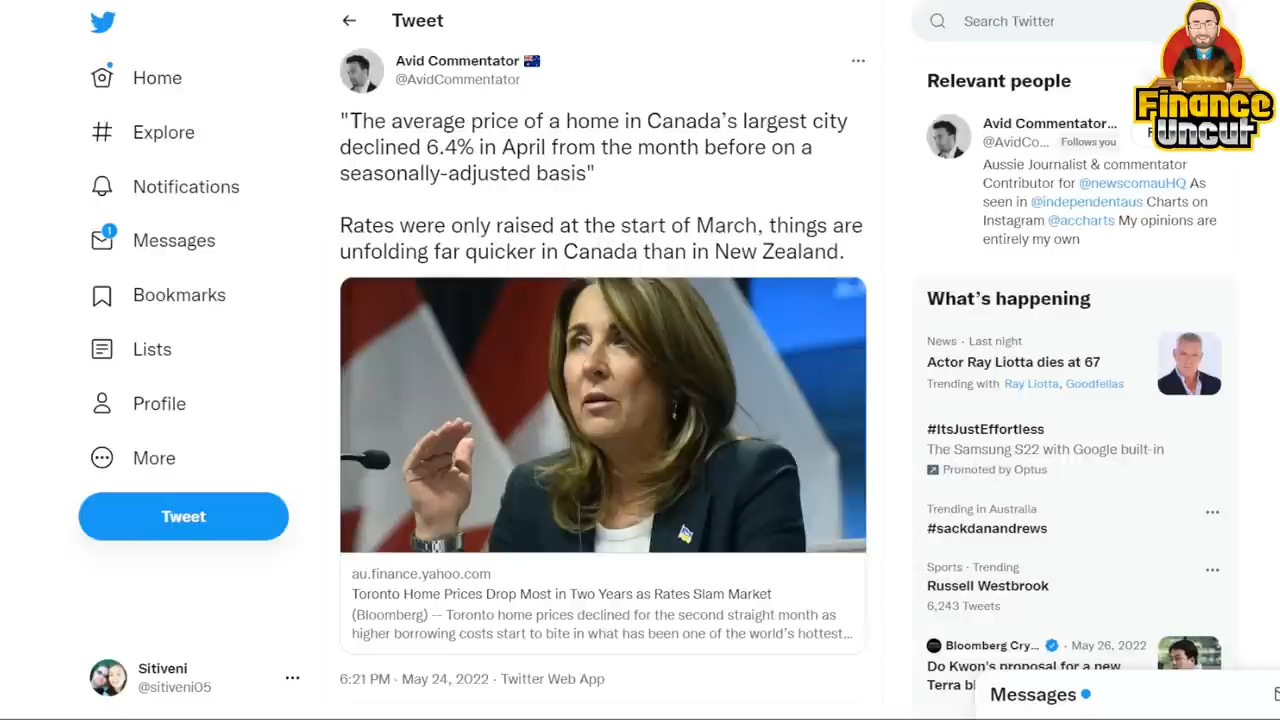 Home
Explore
Notifications
1
Messages
Bookmarks
Lists
Profile
More
Tweet
Sitiveni
@sitiveni05
Tweet
Avid Commentator
@AvidCommentator
"The average price of a home in Canada's largest city
declined 6.4% in April from the month before on a
seasonally-adjusted basis"
Rates were only raised at the start of March, things are
unfolding far quicker in Canada than in New Zealand.
au.finance.yahoo.com
Toronto Home Prices Drop Most in Two Years as Rates Slam Market
(Bloomberg) -- Toronto home prices declined for the second straight month as
higher borrowing costs start to bite in what has been one of the world's hottest...
6:21 PM · May 24, 2022 · Twitter Web App
Search Twitter
Finance
Uncut
Relevant people
Avid Commentator...
@AvidCo... Follows you
Aussie Journalist & commentator
Contributor for @newscomauHQ As
seen in @independentaus Charts on
Instagram @accharts My opinions are
entirely my own
What's happening
News · Last night
Actor Ray Liotta dies at 67
Trending with Ray Liotta, Goodfellas
#ItsJustEffortless
The Samsung S22 with Google built-in
Promoted by Optus
Trending in Australia
#sackdanandrews
Sports · Trending
Russell Westbrook
6,243 Tweets
Bloomberg Cry... · May 26, 2022
Do Kwon's proposal for a new
Terra
Messages